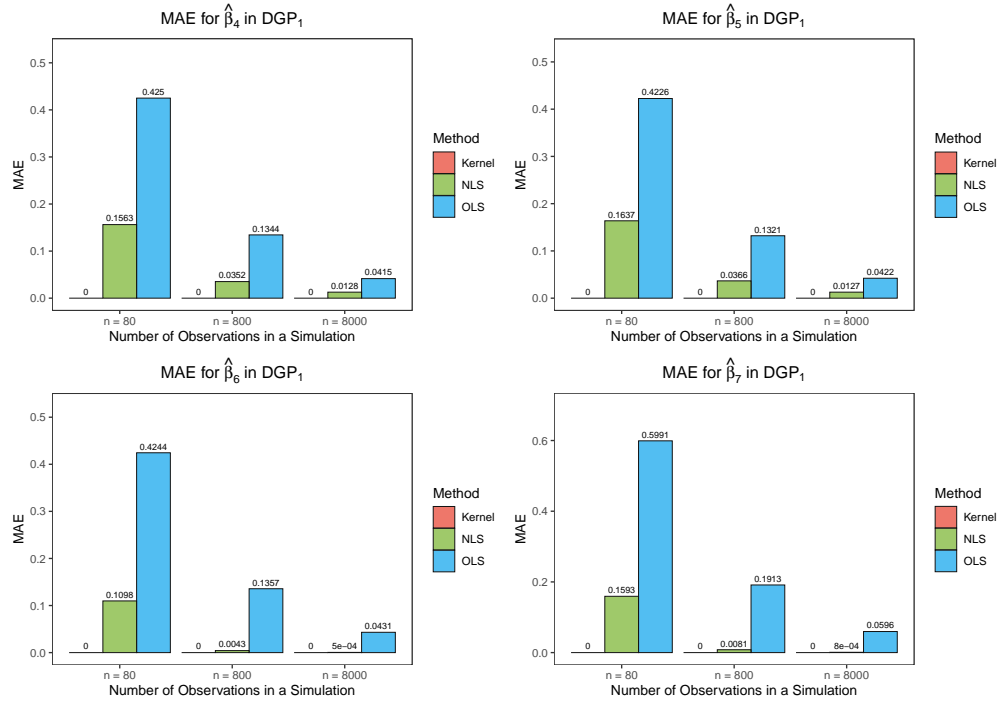 MAE for β̂₄ in DGP₁
0.5
0.4
0.3
0.2
0.1
0.0
MAE
0 0.1563 0.425
0 0.0352 0.1344
0 0.0128 0.0415
n = 80 n = 800 n = 8000
Number of Observations in a Simulation
Method
Kernel
NLS
OLS
MAE for β̂₅ in DGP₁
0.5
0.4
0.3
0.2
0.1
0.0
MAE
0 0.1637 0.4226
0 0.0366 0.1321
0 0.0127 0.0422
n = 80 n = 800 n = 8000
Number of Observations in a Simulation
Method
Kernel
NLS
OLS
MAE for β̂₆ in DGP₁
0.5
0.4
0.3
0.2
0.1
0.0
MAE
0 0.1098 0.4244
0 0.0043 0.1357
0 5e−04 0.0431
n = 80 n = 800 n = 8000
Number of Observations in a Simulation
Method
Kernel
NLS
OLS
MAE for β̂₇ in DGP₁
0.6
0.4
0.2
0.0
MAE
0 0.1593 0.5991
0 0.0081 0.1913
0 8e−04 0.0596
n = 80 n = 800 n = 8000
Number of Observations in a Simulation
Method
Kernel
NLS
OLS